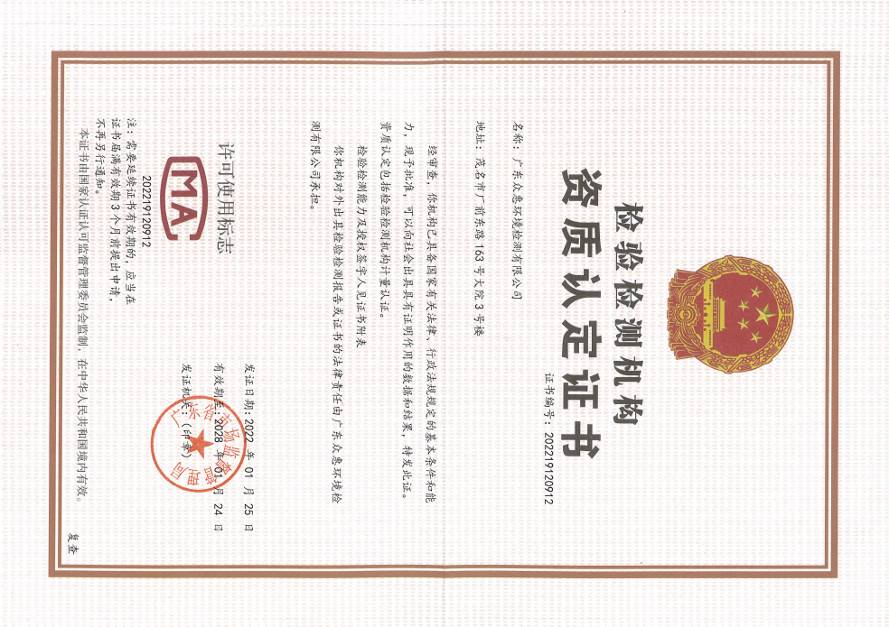 检验检测机构
资质认定证书
证书编号：202219120912
名称：广东众惠环境检测有限公司
地址：茂名市厂前东路163号大院3号楼
经审查，你机构已具备国家有关法律、行政法规规定的基本条件和能
力，现予批准，可以向社会出具具有证明作用的数据和结果，特发此证。
资质认定包括检验检测机构计量认证。
检验检测能力及授权签字人见证书附表
你机构对外出具检验检测报告或证书的法律责任由广东众惠环境检
测有限公司承担。
许可使用标志
MA
202219120912
注：需要延续证书有效期的，应当在
证书届满有效期3个月前提出申请，
不再另行通知。
发证日期：2022年01月25日
有效期至：2028年01月24日
发证机关：（印章）
广东省市场监督管理局
本证书由国家认证认可监督管理委员会监制，在中华人民共和国境内有效。
复查